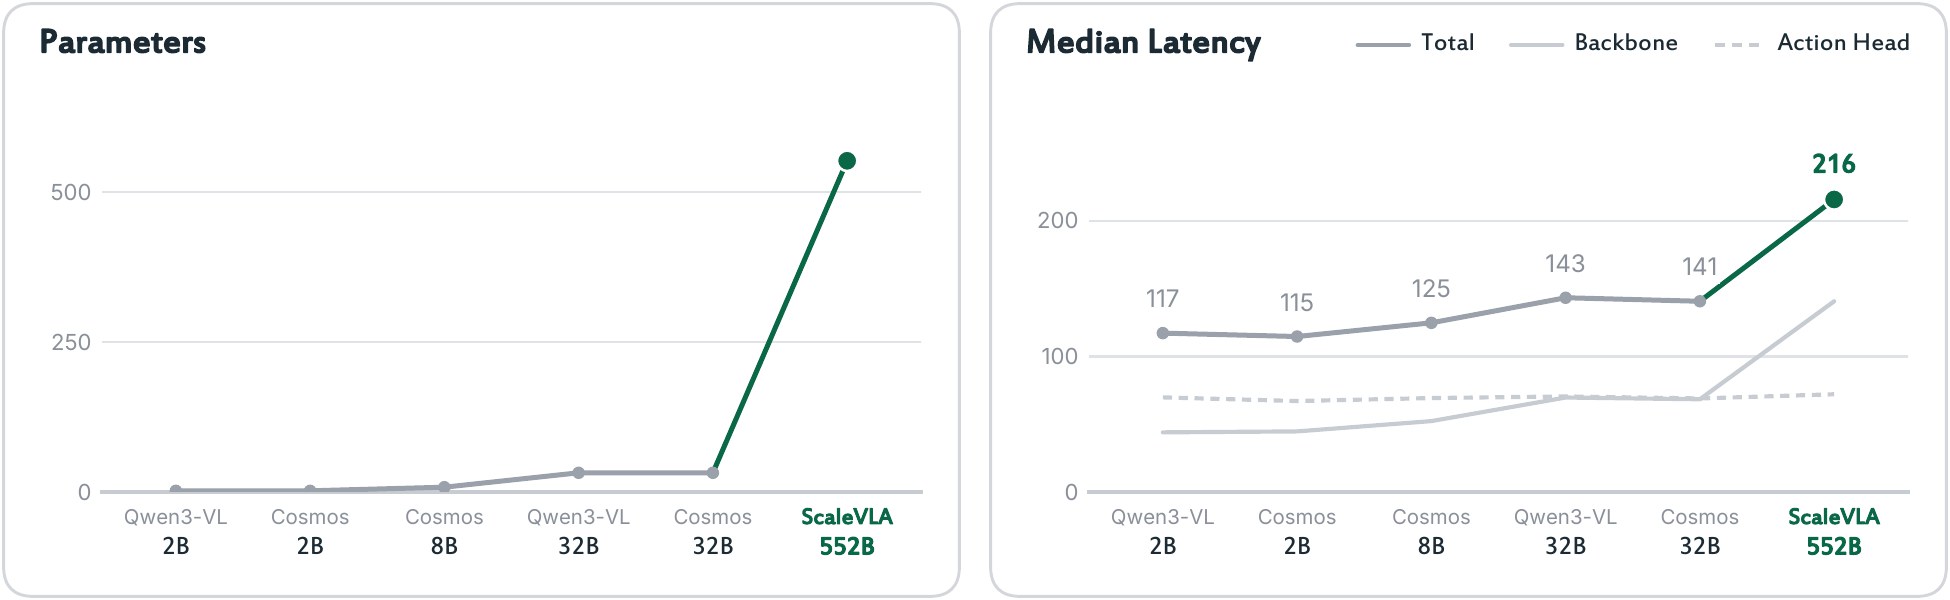 Parameters
500
250
0
Qwen3-VL Cosmos Cosmos Qwen3-VL Cosmos ScaleVLA
2B 2B 8B 32B 32B 552B
Median Latency Total Backbone Action Head
216
200
143
141
125
117
115
100
0
Qwen3-VL Cosmos Cosmos Qwen3-VL Cosmos ScaleVLA
2B 2B 8B 32B 32B 552B